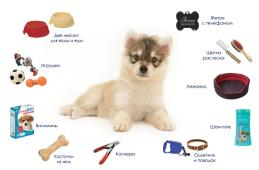 Две миски
для воды и еды
Жетон
с телефоном
Щетка
расческа
Игрушки
Лежанка
Витамины
Шампунь
Косточки
из жил
Когтерез
Ошейник
и поводок